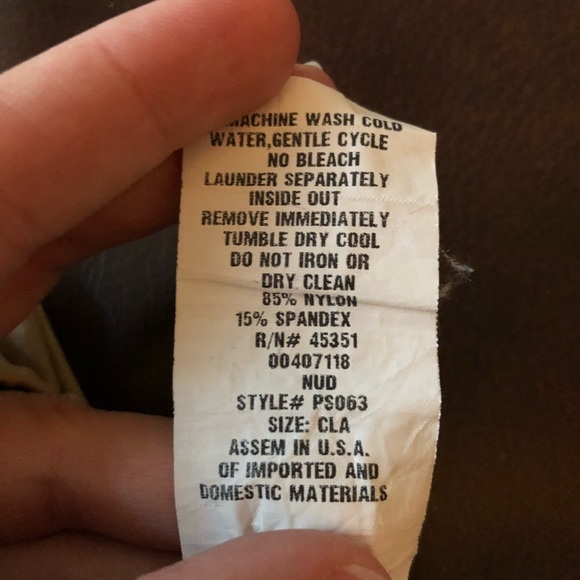 MACHINE WASH COLD
WATER,GENTLE CYCLE
NO BLEACH
LAUNDER SEPARATELY
INSIDE OUT
REMOVE IMMEDIATELY
TUMBLE DRY COOL
DO NOT IRON OR
DRY CLEAN
85% NYLON
15% SPANDEX
R/N# 45351
00407118
NUD
STYLE# PS063
SIZE: CLA
ASSEM IN U.S.A.
OF IMPORTED AND
DOMESTIC MATERIALS